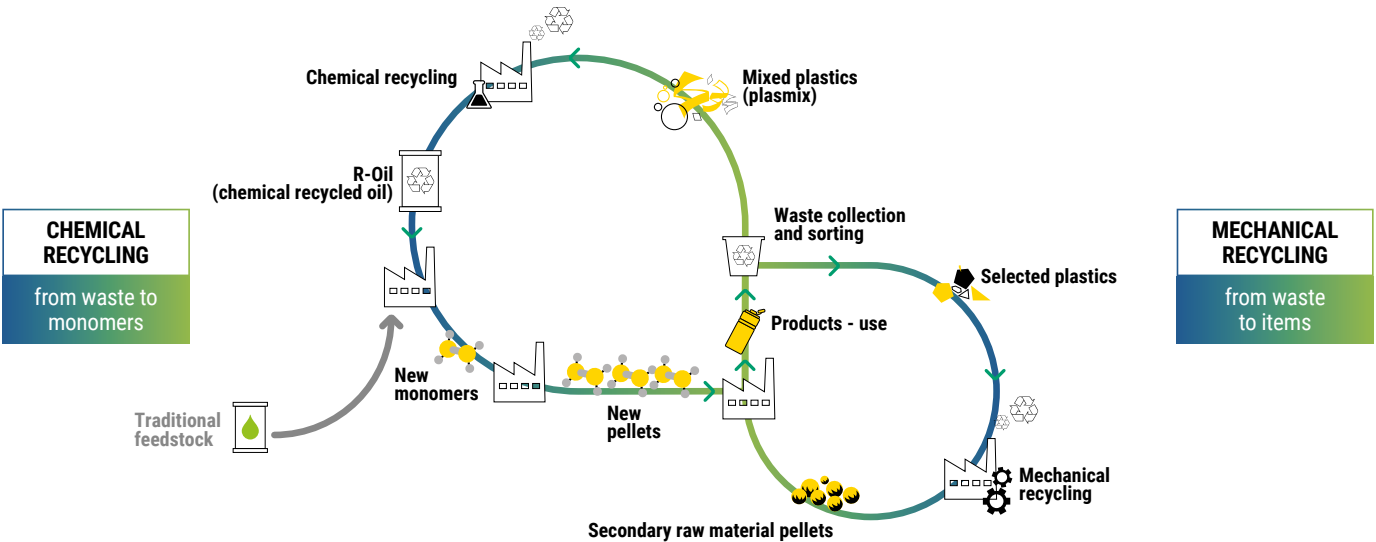 Chemical recycling
Mixed plastics
(plasmix)
R-Oil
(chemical recycled oil)
CHEMICAL
RECYCLING
from waste to
monomers
Waste collection
and sorting
MECHANICAL
RECYCLING
from waste
to items
Selected plastics
Products - use
New
monomers
New
pellets
Traditional
feedstock
Mechanical
recycling
Secondary raw material pellets